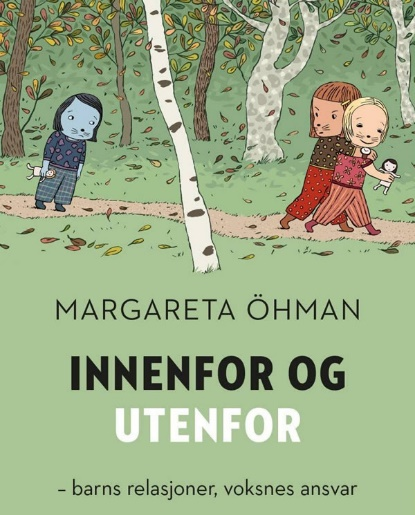 MARGARETA ÖHMAN
INNENFOR OG
UTENFOR
– barns relasjoner, voksnes ansvar